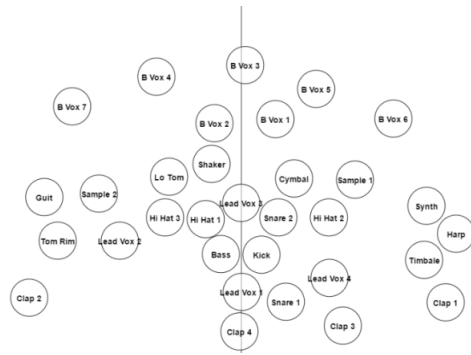 B Vox 3
B Vox 4
B Vox 5
B Vox 7
B Vox 2
B Vox 1
B Vox 6
Shaker
Lo Tom
Cymbal
Sample 1
Guit
Sample 2
Lead Vox 3
Synth
Hi Hat 3
Hi Hat 1
Snare 2
Hi Hat 2
Harp
Tom Rim
Lead Vox 2
Bass
Kick
Timbale
Lead Vox 4
Clap 2
Lead Vox 1
Snare 1
Clap 1
Clap 4
Clap 3